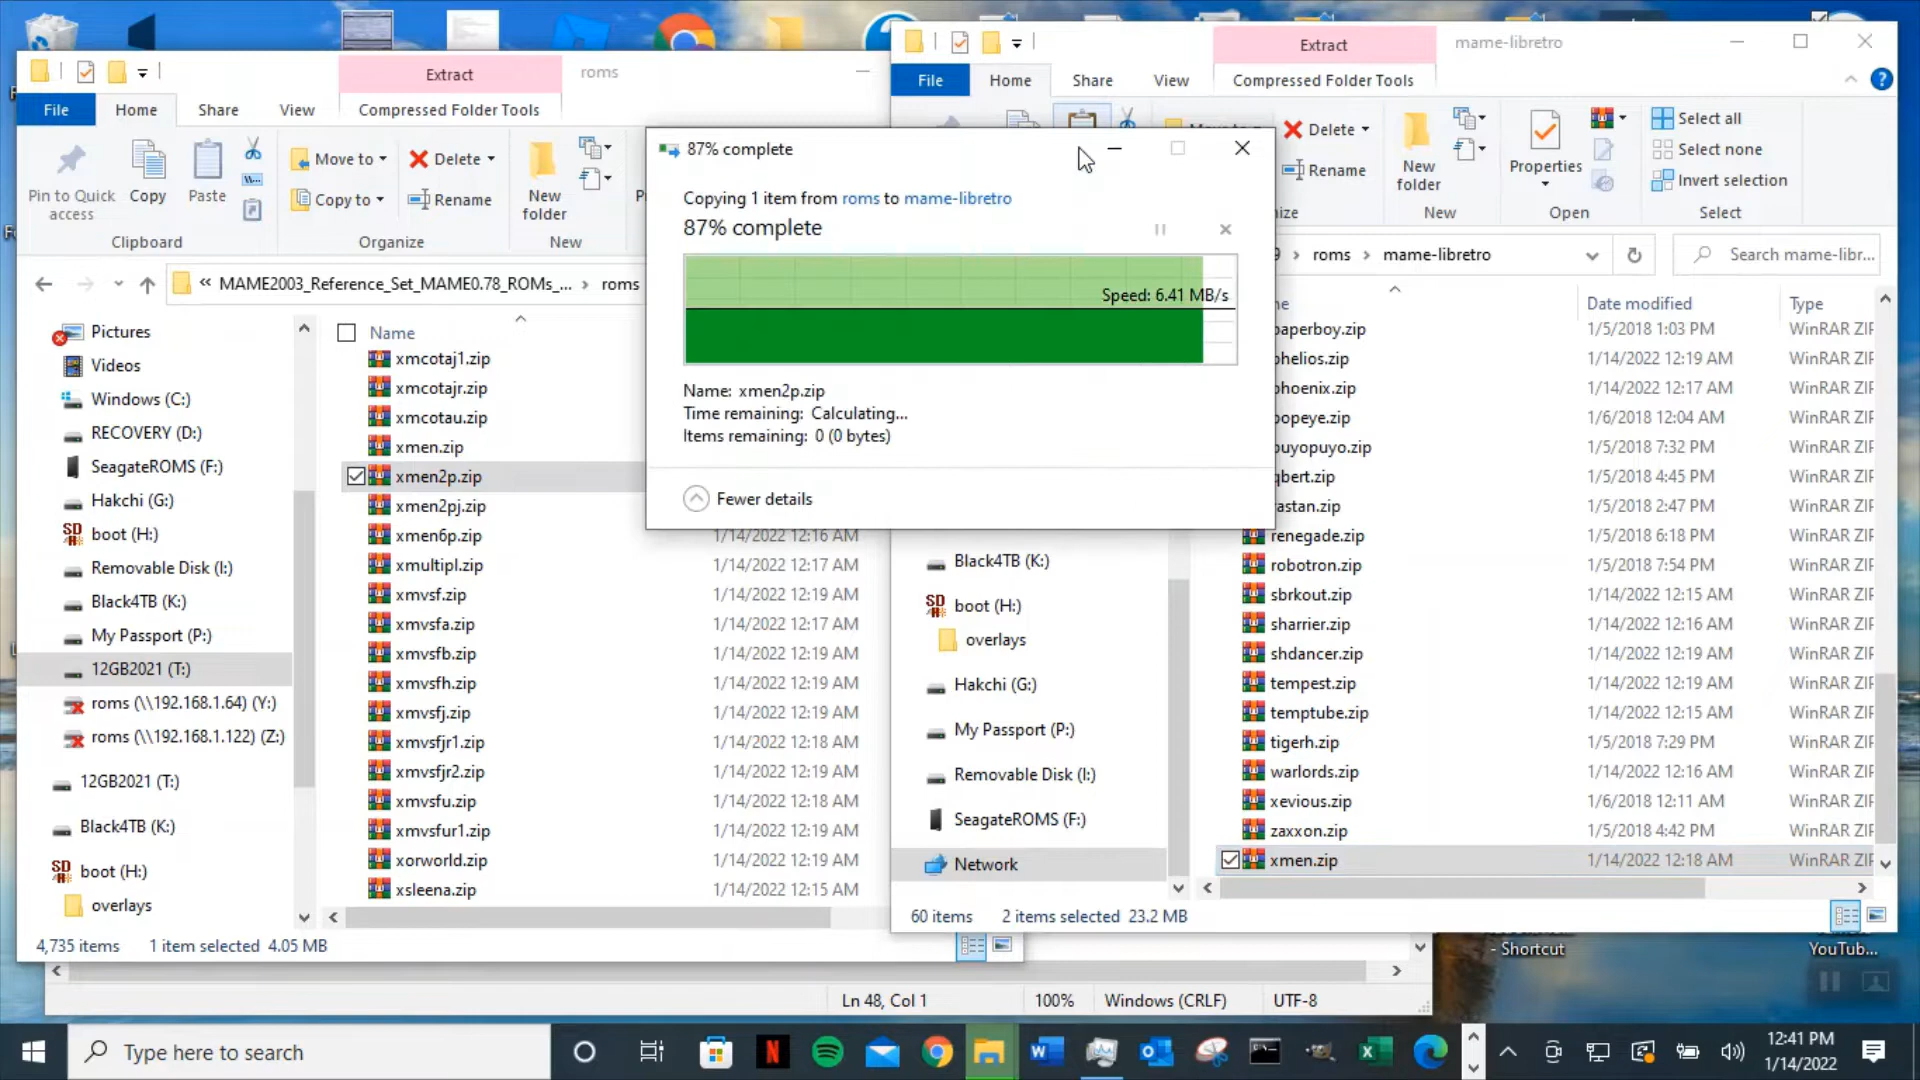 Extract
roms
File
Home
Share
View
Compressed Folder Tools
Pin to Quick access
Copy
Paste
Move to
Copy to
Delete
Rename
New folder
Clipboard
Organize
New
« MAME2003_Reference_Set_MAME0.78_ROMs_... › roms
Pictures
Videos
Windows (C:)
RECOVERY (D:)
SeagateROMS (F:)
Hakchi (G:)
boot (H:)
Removable Disk (I:)
Black4TB (K:)
My Passport (P:)
12GB2021 (T:)
roms (\\192.168.1.64) (Y:)
roms (\\192.168.1.122) (Z:)
12GB2021 (T:)
Black4TB (K:)
boot (H:)
overlays
Name
xmcotaj1.zip
xmcotajr.zip
xmcotau.zip
xmen.zip
xmen2p.zip
xmen2pj.zip
xmen6p.zip 1/14/2022 12:16 AM
xmultipl.zip 1/14/2022 12:17 AM
xmvsf.zip 1/14/2022 12:19 AM
xmvsfa.zip 1/14/2022 12:17 AM
xmvsfb.zip 1/14/2022 12:19 AM
xmvsfh.zip 1/14/2022 12:19 AM
xmvsfj.zip 1/14/2022 12:19 AM
xmvsfjr1.zip 1/14/2022 12:18 AM
xmvsfjr2.zip 1/14/2022 12:19 AM
xmvsfu.zip 1/14/2022 12:18 AM
xmvsfur1.zip 1/14/2022 12:19 AM
xorworld.zip 1/14/2022 12:19 AM
xsleena.zip 1/14/2022 12:15 AM
4,735 items 1 item selected 4.05 MB
87% complete
Copying 1 item from roms to mame-libretro
87% complete
Speed: 6.41 MB/s
Name: xmen2p.zip
Time remaining: Calculating...
Items remaining: 0 (0 bytes)
Fewer details
Extract
mame-libretro
File
Home
Share
View
Compressed Folder Tools
Delete
Rename
New folder
Properties
Select all
Select none
Invert selection
New
Open
Select
› roms › mame-libretro
Search mame-libr...
Date modified
Type
paperboy.zip 1/5/2018 1:03 PM WinRAR ZIP
phelios.zip 1/14/2022 12:19 AM WinRAR ZIP
phoenix.zip 1/14/2022 12:17 AM WinRAR ZIP
popeye.zip 1/6/2018 12:04 AM WinRAR ZIP
puyopuyo.zip 1/5/2018 7:32 PM WinRAR ZIP
qbert.zip 1/5/2018 4:45 PM WinRAR ZIP
rastan.zip 1/5/2018 2:47 PM WinRAR ZIP
renegade.zip 1/5/2018 6:18 PM WinRAR ZIP
robotron.zip 1/5/2018 7:54 PM WinRAR ZIP
sbrkout.zip 1/14/2022 12:15 AM WinRAR ZIP
sharrier.zip 1/14/2022 12:16 AM WinRAR ZIP
shdancer.zip 1/14/2022 12:19 AM WinRAR ZIP
tempest.zip 1/14/2022 12:19 AM WinRAR ZIP
temptube.zip 1/14/2022 12:15 AM WinRAR ZIP
tigerh.zip 1/5/2018 7:29 PM WinRAR ZIP
warlords.zip 1/14/2022 12:16 AM WinRAR ZIP
xevious.zip 1/6/2018 12:11 AM WinRAR ZIP
zaxxon.zip 1/5/2018 4:42 PM WinRAR ZIP
xmen.zip 1/14/2022 12:18 AM WinRAR ZIP
Black4TB (K:)
boot (H:)
overlays
Hakchi (G:)
My Passport (P:)
Removable Disk (I:)
SeagateROMS (F:)
Network
60 items 2 items selected 23.2 MB
- Shortcut
YouTub...
Ln 48, Col 1 100% Windows (CRLF) UTF-8
Type here to search
12:41 PM
1/14/2022